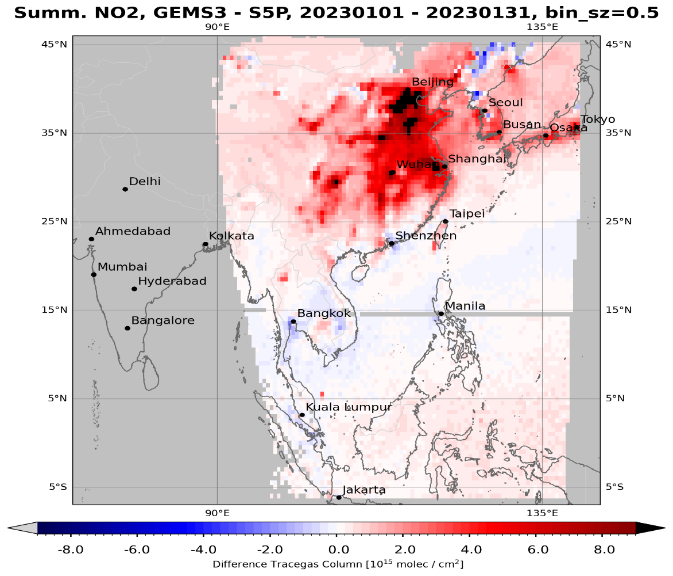 Summ. NO2, GEMS3 - S5P, 20230101 - 20230131, bin_sz=0.5
90°E 135°E
45°N 45°N
Beijing
Seoul
Tokyo
35°N Busan Osaka 35°N
Wuhan Shanghai
Delhi
25°N Taipei 25°N
Ahmedabad Kolkata Shenzhen
Mumbai
Hyderabad
15°N Bangkok Manila 15°N
Bangalore
5°N 5°N
Kuala Lumpur
5°S Jakarta 5°S
90°E 135°E
-8.0 -6.0 -4.0 -2.0 0.0 2.0 4.0 6.0 8.0
Difference Tracegas Column [10¹⁵ molec / cm²]